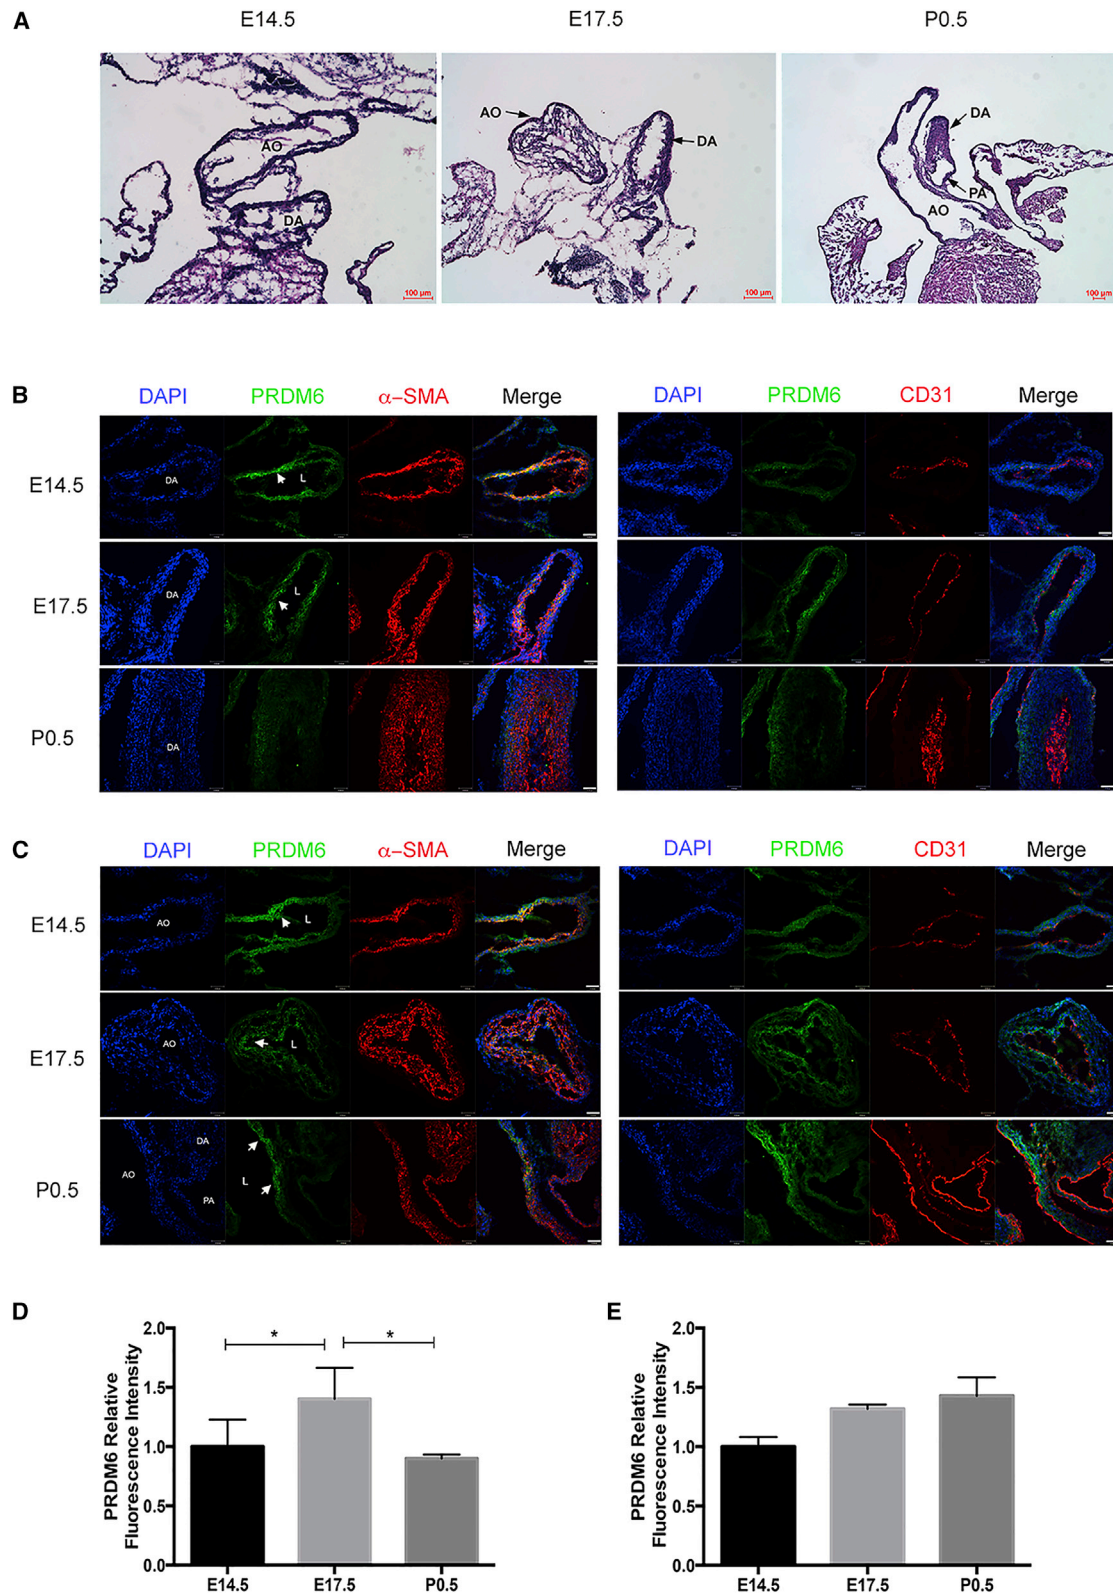 A
E14.5 E17.5 P0.5
AO
DA
100 µm
AO
DA
100 µm
DA
PA
AO
100 µm
B
DAPI PRDM6 α–SMA Merge DAPI PRDM6 CD31 Merge
E14.5
DA
L
E17.5
DA
L
P0.5
DA
C
DAPI PRDM6 α–SMA Merge DAPI PRDM6 CD31 Merge
E14.5
AO
L
E17.5
AO
L
P0.5
DA
AO
PA
L
D
PRDM6 Relative
Fluorescence Intensity
2.0
1.5
1.0
0.5
0.0
* *
E14.5 E17.5 P0.5
E
PRDM6 Relative
Fluorescence Intensity
2.0
1.5
1.0
0.5
0.0
E14.5 E17.5 P0.5